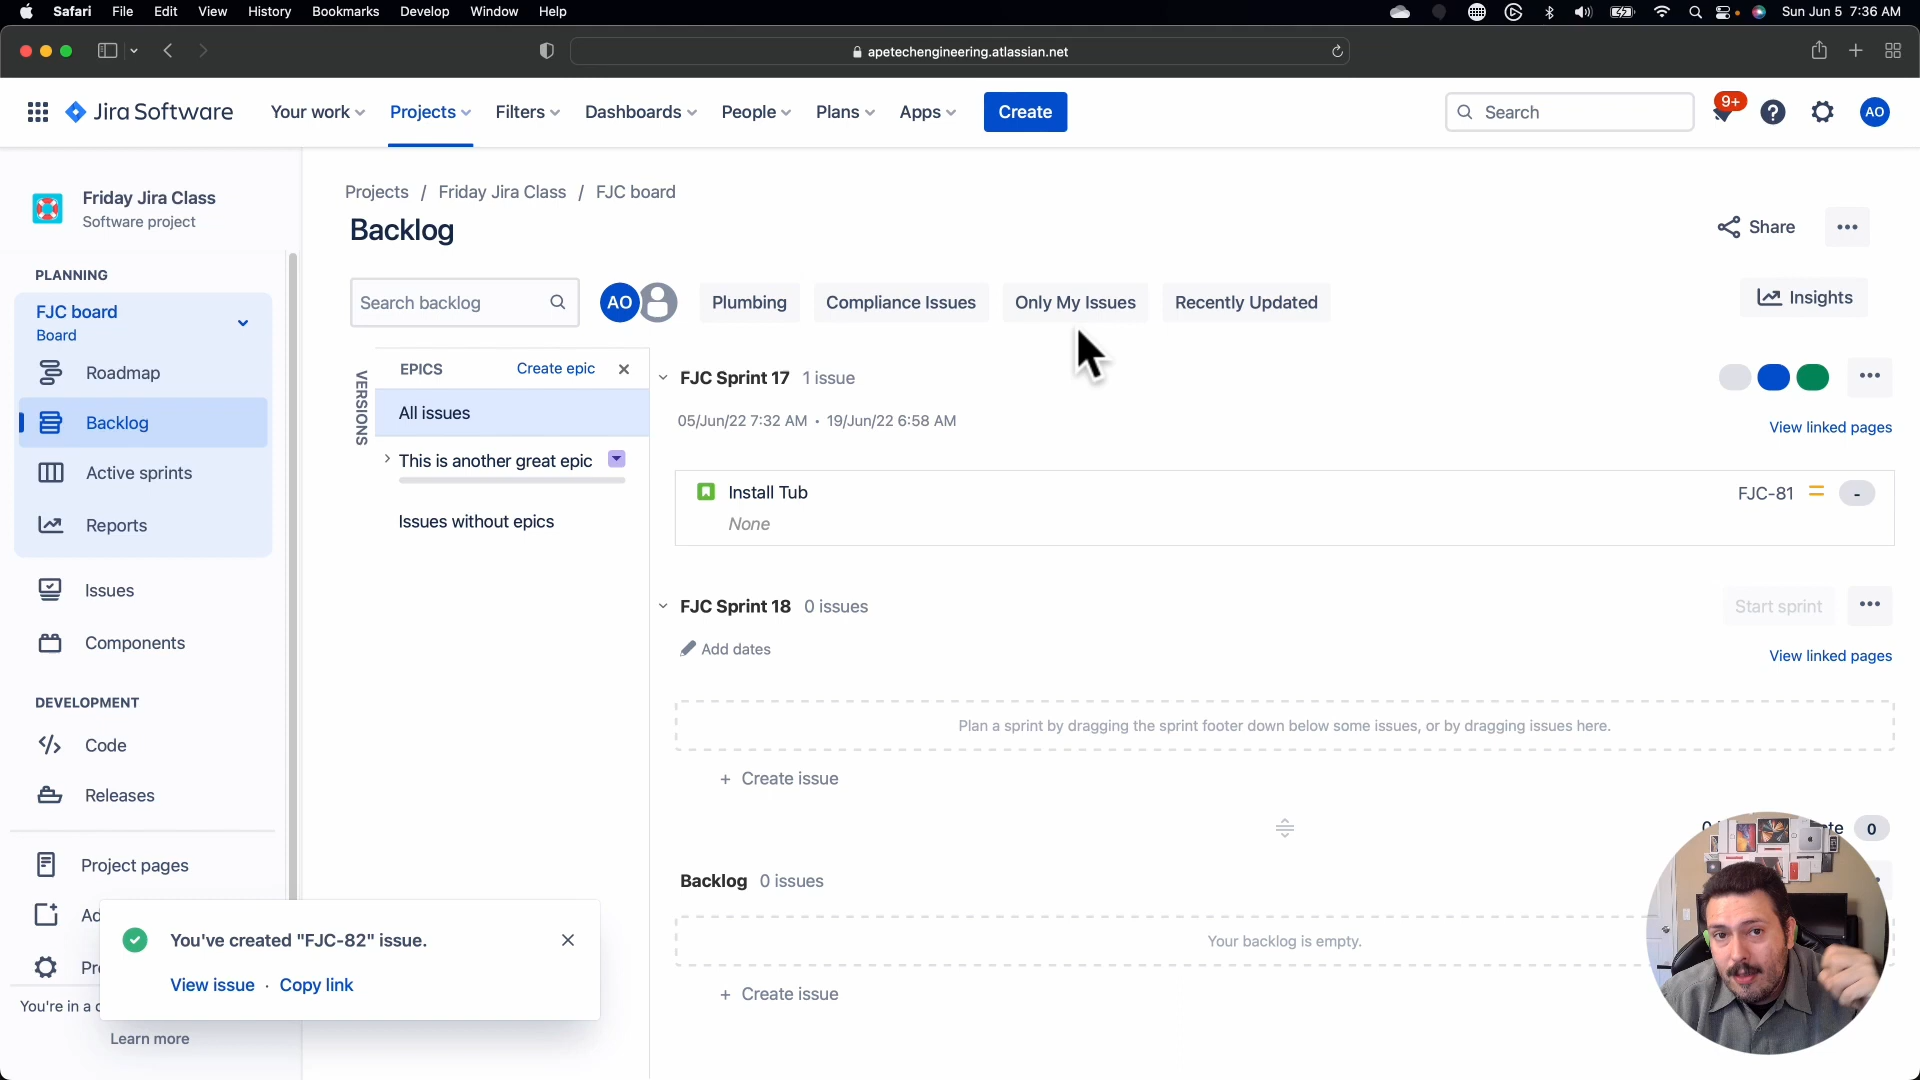 Safari File Edit View History Bookmarks Develop Window Help
Sun Jun 5 7:36 AM
apetechengineering.atlassian.net
Jira Software
Your work
Projects
Filters
Dashboards
People
Plans
Apps
Create
Search
9+
AO
Friday Jira Class
Software project
Projects / Friday Jira Class / FJC board
Backlog
Share
PLANNING
FJC board
Board
Roadmap
Backlog
Active sprints
Reports
Issues
Components
DEVELOPMENT
Code
Releases
Project pages
You're in a
Learn more
Search backlog
AO
Plumbing
Compliance Issues
Only My Issues
Recently Updated
Insights
VERSIONS
EPICS
Create epic
All issues
This is another great epic
Issues without epics
FJC Sprint 17 1 issue
05/Jun/22 7:32 AM • 19/Jun/22 6:58 AM
View linked pages
Install Tub
None
FJC-81
-
FJC Sprint 18 0 issues
Start sprint
Add dates
View linked pages
Plan a sprint by dragging the sprint footer down below some issues, or by dragging issues here.
+ Create issue
0
Backlog 0 issues
Your backlog is empty.
+ Create issue
You've created "FJC-82" issue.
View issue · Copy link